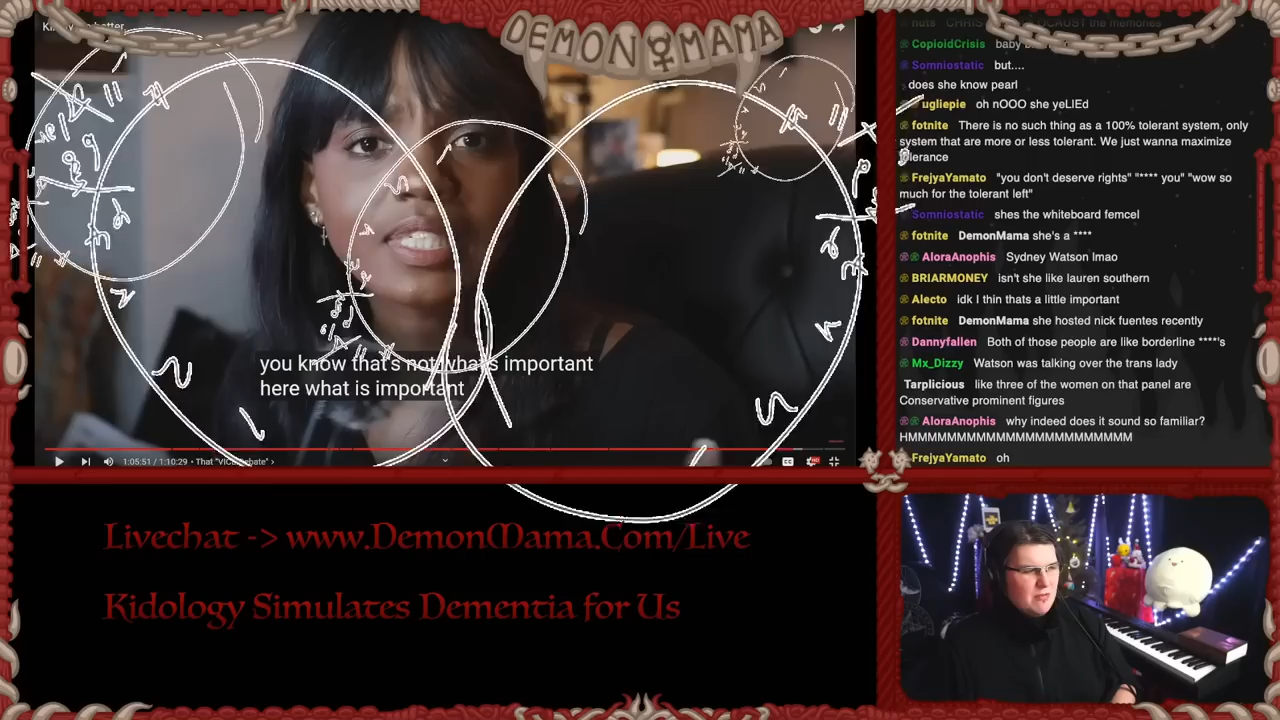 DEMON MAMA
you know that's not what's important
here what is important
1:05:51 / 1:10:29 • That "VICE Debate" ›
CC
HD
CopioidCrisis baby
Somniostatic but....
does she know pearl
ugliepie oh nOOO she yeLlEd
fotnite There is no such thing as a 100% tolerant system, only
system that are more or less tolerant. We just wanna maximize
tolerance
FrejyaYamato "you don't deserve rights" "**** you" "wow so
much for the tolerant left"
Somniostatic shes the whiteboard femcel
fotnite DemonMama she's a ****
AloraAnophis Sydney Watson lmao
BRIARMONEY isn't she like lauren southern
Alecto idk I thin thats a little important
fotnite DemonMama she hosted nick fuentes recently
Dannyfallen Both of those people are like borderline ****'s
Mx_Dizzy Watson was talking over the trans lady
Tarplicious like three of the women on that panel are
Conservative prominent figures
AloraAnophis why indeed does it sound so familiar?
HMMMMMMMMMMMMMMMMMMMMMMM
FrejyaYamato oh
Livechat -> www.DemonMama.Com/Live
Kidology Simulates Dementia for Us